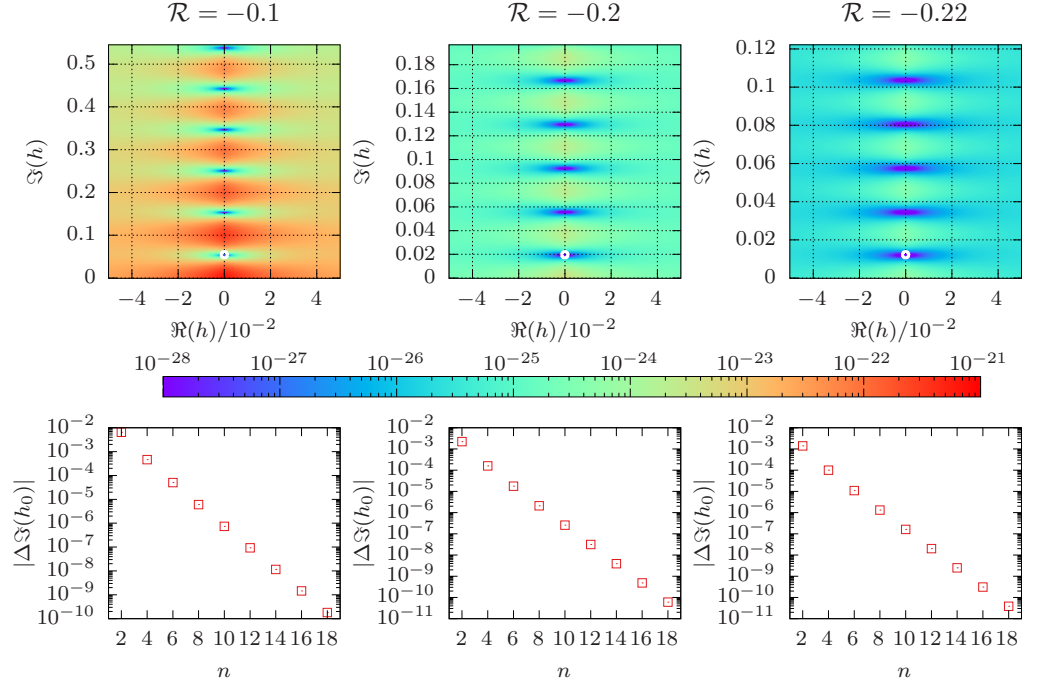 R = −0.1
R = −0.2
R = −0.22
ℑ(h)
0.5
0.4
0.3
0.2
0.1
0
−4 −2 0 2 4
ℜ(h)/10⁻²
ℑ(h)
0.18
0.16
0.14
0.12
0.1
0.08
0.06
0.04
0.02
0
−4 −2 0 2 4
ℜ(h)/10⁻²
ℑ(h)
0.12
0.1
0.08
0.06
0.04
0.02
0
−4 −2 0 2 4
ℜ(h)/10⁻²
10⁻²⁸ 10⁻²⁷ 10⁻²⁶ 10⁻²⁵ 10⁻²⁴ 10⁻²³ 10⁻²² 10⁻²¹
|Δℑ(h₀)|
10⁻²
10⁻³
10⁻⁴
10⁻⁵
10⁻⁶
10⁻⁷
10⁻⁸
10⁻⁹
10⁻¹⁰
2 4 6 8 10 12 14 16 18
n
|Δℑ(h₀)|
10⁻²
10⁻³
10⁻⁴
10⁻⁵
10⁻⁶
10⁻⁷
10⁻⁸
10⁻⁹
10⁻¹⁰
10⁻¹¹
2 4 6 8 10 12 14 16 18
n
|Δℑ(h₀)|
10⁻²
10⁻³
10⁻⁴
10⁻⁵
10⁻⁶
10⁻⁷
10⁻⁸
10⁻⁹
10⁻¹⁰
10⁻¹¹
2 4 6 8 10 12 14 16 18
n